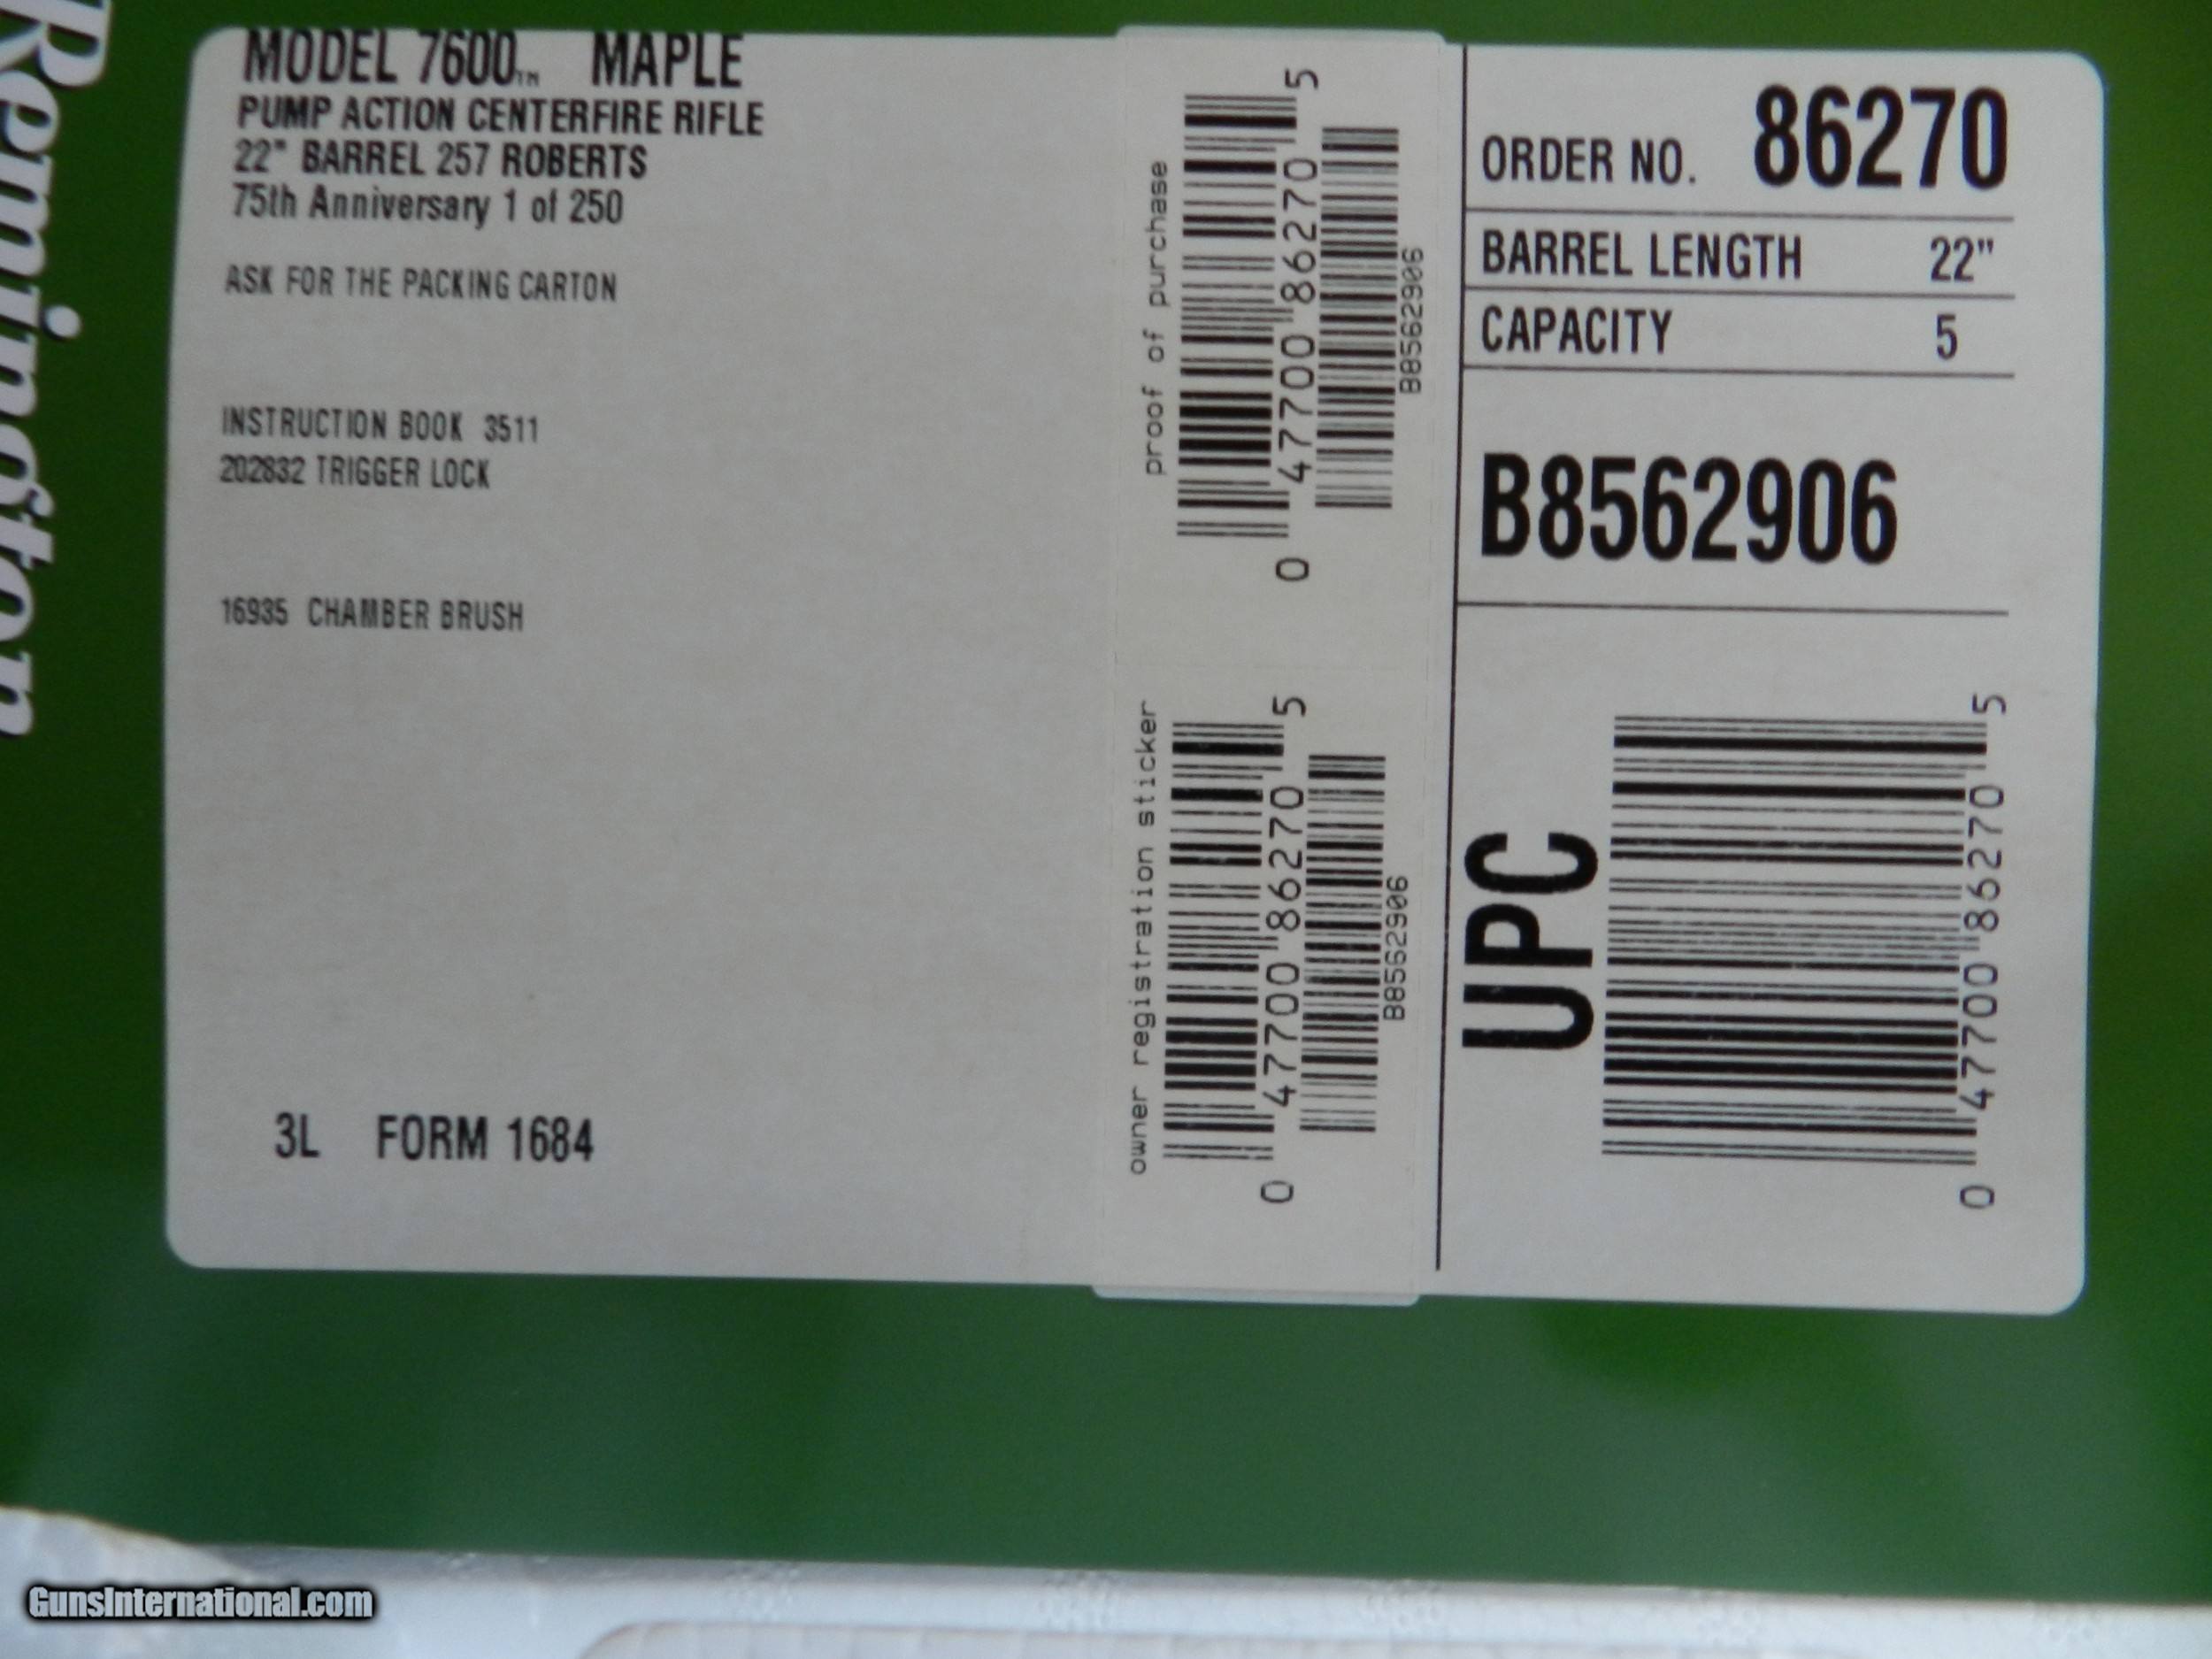 Remington
MODEL 7600™ MAPLE
PUMP ACTION CENTERFIRE RIFLE
22" BARREL 257 ROBERTS
75th Anniversary 1 of 250
ASK FOR THE PACKING CARTON
INSTRUCTION BOOK 3511
202832 TRIGGER LOCK
16935 CHAMBER BRUSH
3L FORM 1684
proof of purchase
0 47700 86270 5
B8562906
owner registration sticker
0 47700 86270 5
B8562906
ORDER NO. 86270
BARREL LENGTH 22"
CAPACITY 5
B8562906
UPC
0 47700 86270 5
GunsInternational.com